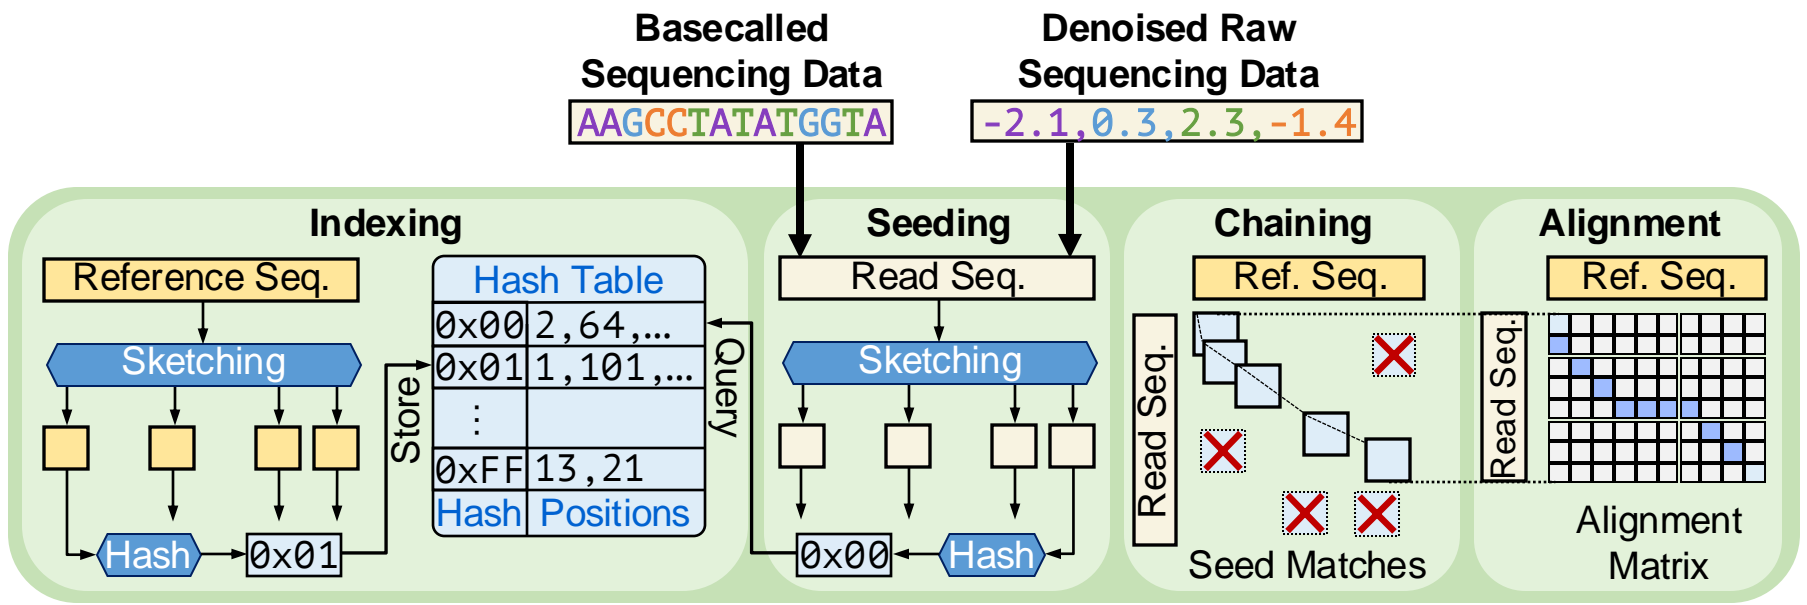 Basecalled
Sequencing Data
AAGCCTATATGGTA
Denoised Raw
Sequencing Data
-2.1,0.3,2.3,-1.4
Indexing
Reference Seq.
Sketching
Hash
0x01
Store
Hash Table
0x00 2,64,…
0x01 1,101,…
⋮
0xFF 13,21
Hash Positions
Query
Seeding
Read Seq.
Sketching
0x00
Hash
Chaining
Ref. Seq.
Read Seq.
Seed Matches
Alignment
Ref. Seq.
Read Seq.
Alignment
Matrix